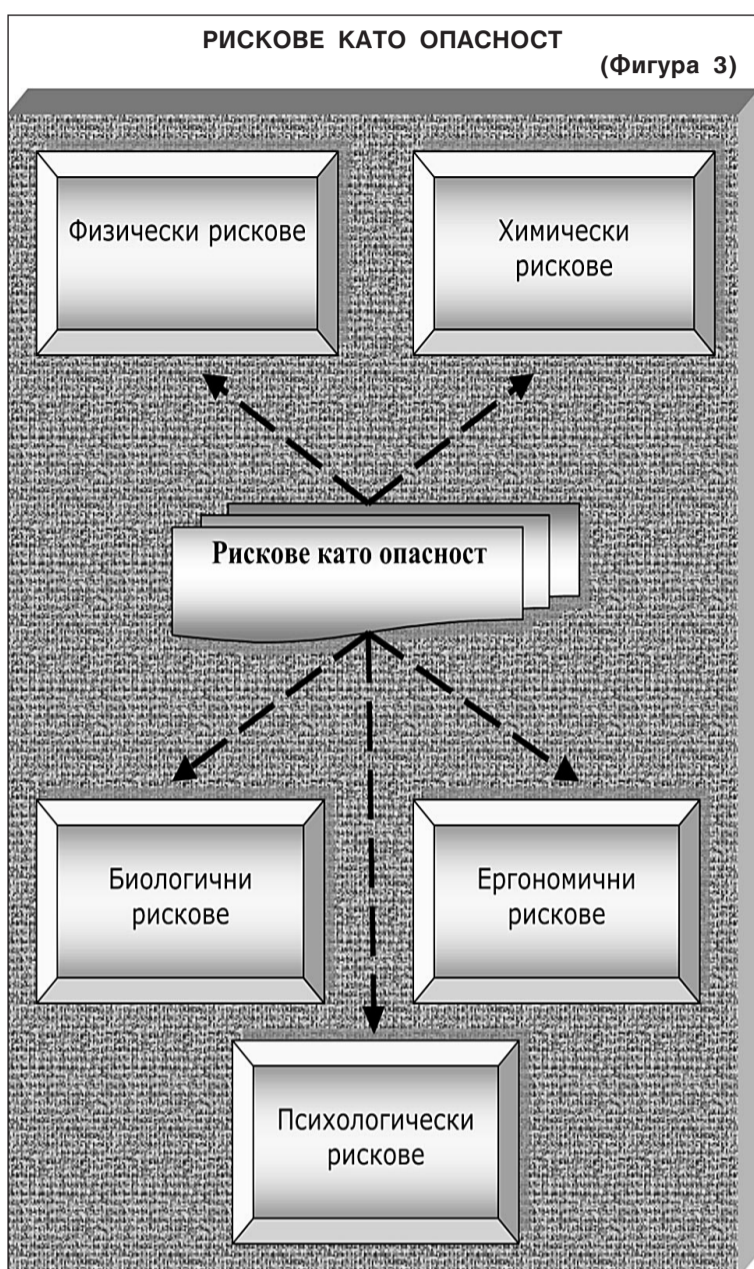 РИСКОВЕ КАТО ОПАСНОСТ
(Фигура 3)
Физически рискове
Химически
рискове
Рискове като опасност
Биологични
рискове
Ергономични
рискове
Психологически
рискове